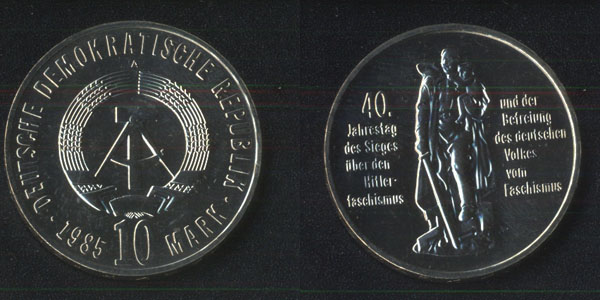 DEUTSCHE DEMOKRATISCHE REPUBLIK
· 1985 10 MARK ·
A
40.
Jahrestag
des Sieges
über den
Hitler-
faschismus
und der
Befreiung
des deutschen
Volkes
vom
Faschismus